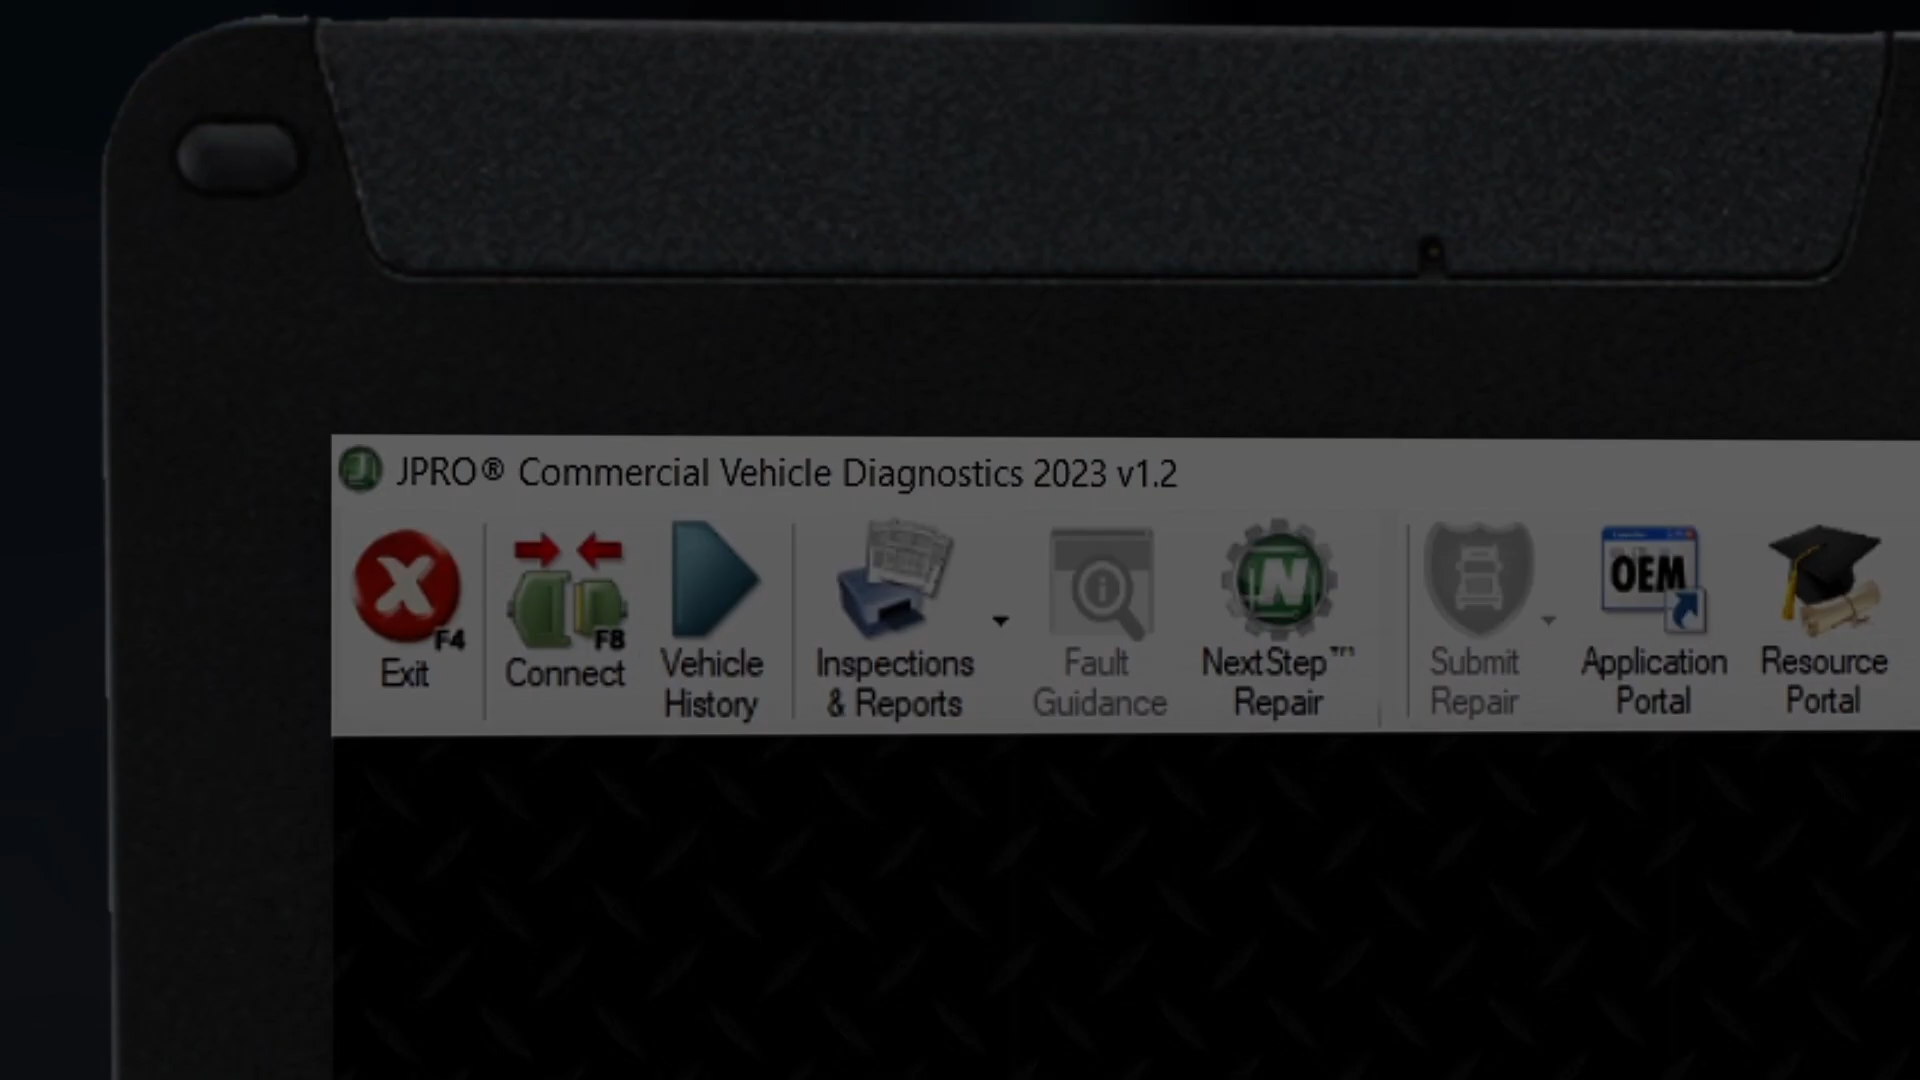 JPRO® Commercial Vehicle Diagnostics 2023 v1.2
F4
Exit
F8
Connect
Vehicle
History
Inspections
& Reports
Fault
Guidance
N
NextStep™
Repair
Submit
Repair
OEM
Application
Portal
Resource
Portal